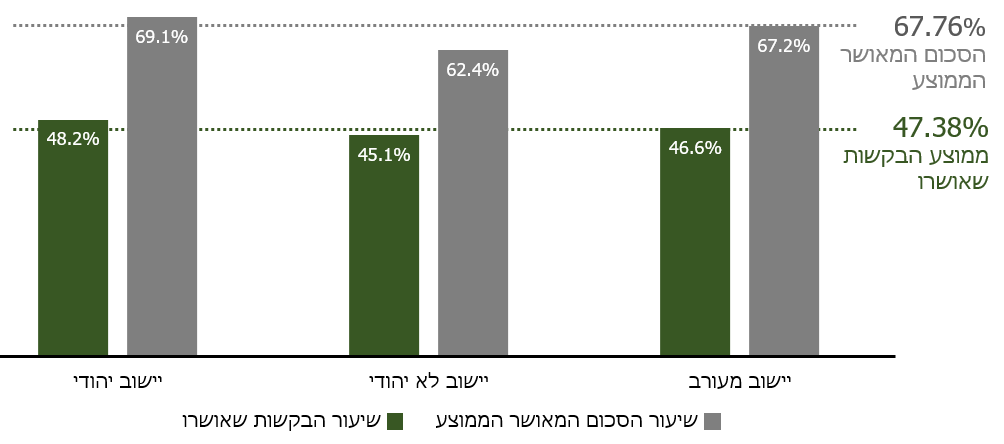 67.76%
הסכום המאושר
הממוצע
69.1%
62.4%
67.2%
47.38%
ממוצע הבקשות
שאושרו
48.2%
45.1%
46.6%
יישוב יהודי
יישוב לא יהודי
יישוב מעורב
שיעור הסכום המאושר הממוצע
שיעור הבקשות שאושרו